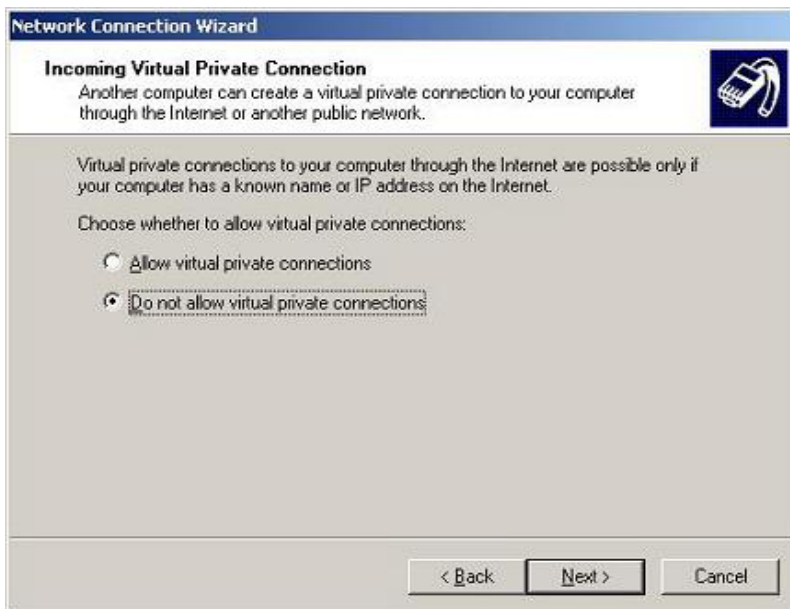 Network Connection Wizard
Incoming Virtual Private Connection
Another computer can create a virtual private connection to your computer
through the Internet or another public network.
Virtual private connections to your computer through the Internet are possible only if
your computer has a known name or IP address on the Internet.
Choose whether to allow virtual private connections:
Allow virtual private connections
Do not allow virtual private connections
< Back
Next >
Cancel